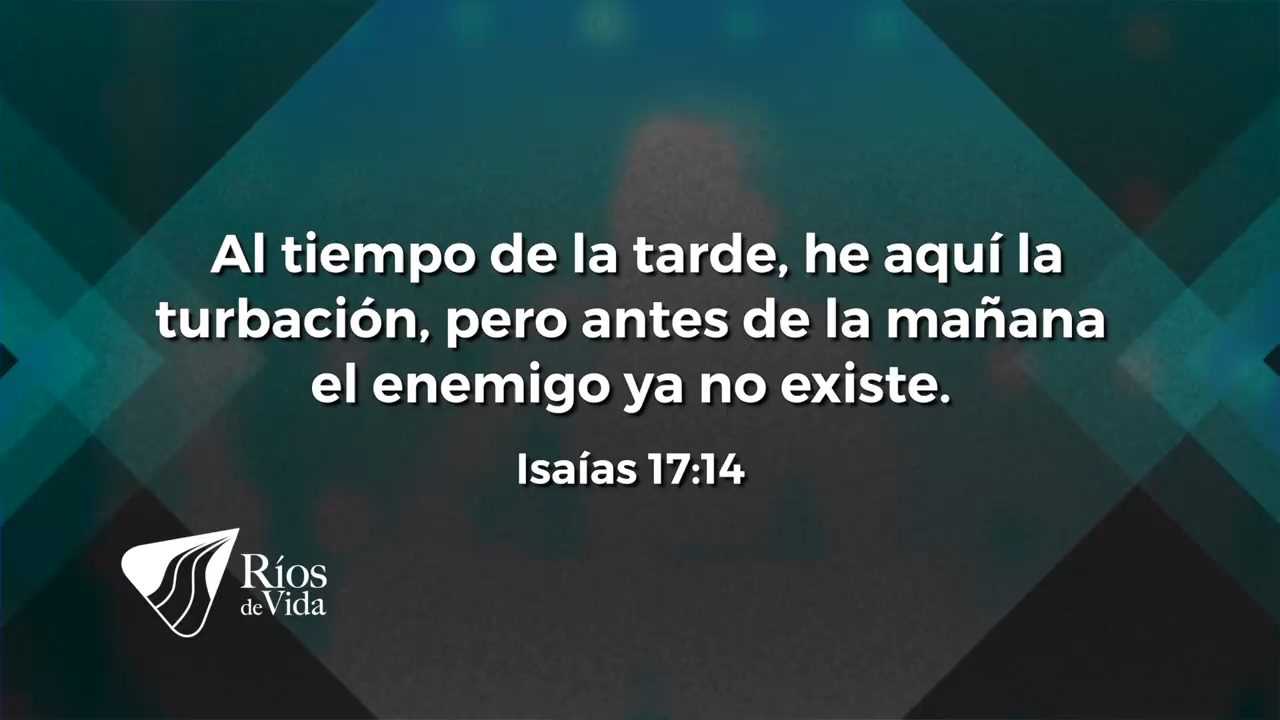 Al tiempo de la tarde, he aquí la
turbación, pero antes de la mañana
el enemigo ya no existe.
Isaías 17:14
Ríos
de Vida